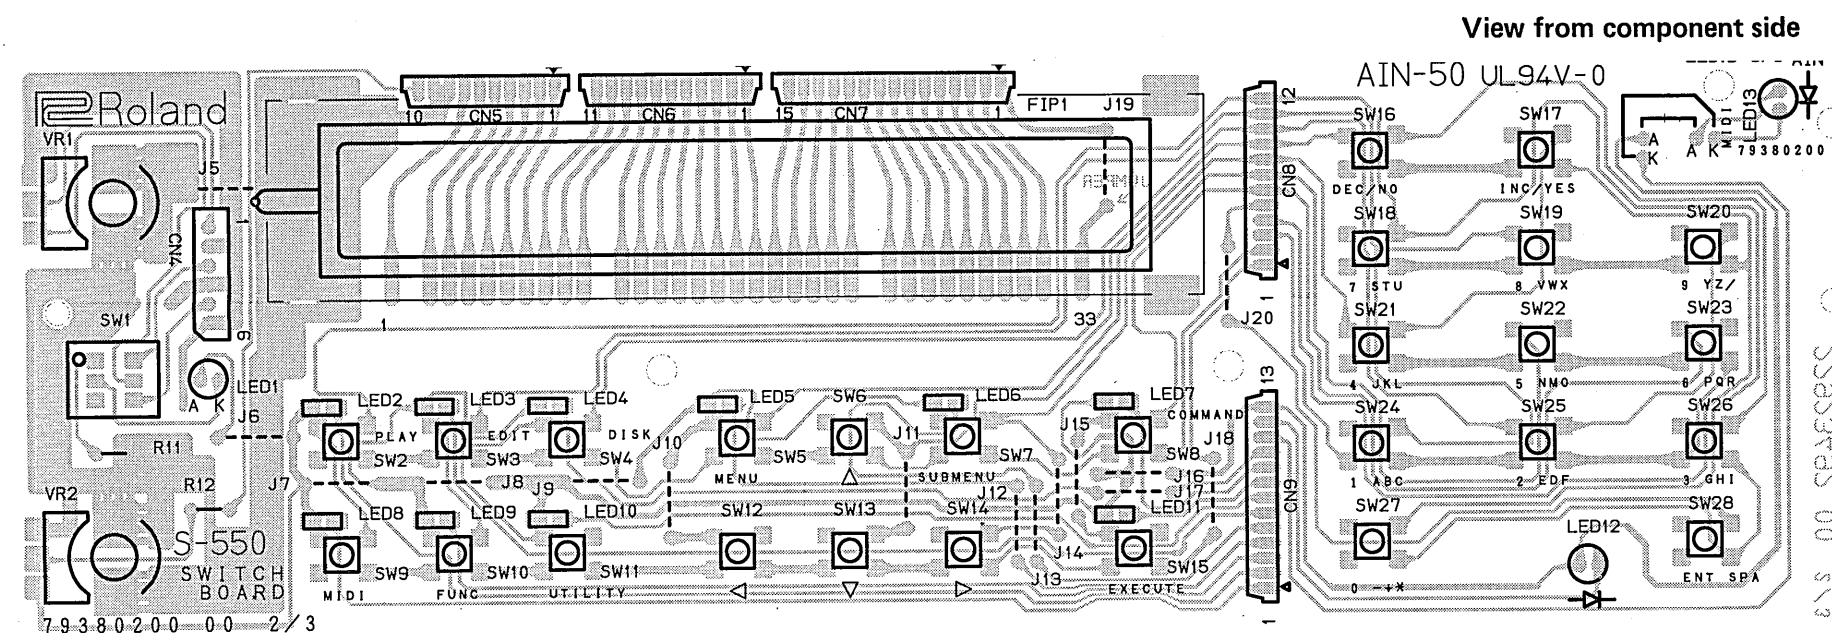 View from component side
AIN-50 UL94V-0
Roland
VR1
J5
CN4
1
6
SW1
LED1
A K
J6
R11
R12
J7
VR2
S-550
SWITCH
BOARD
79380200 00 2/3
10 CN5 1
11 CN6 1
15 CN7 1
FIP1
J19
1
33
12
CN8
1
J20
LED2
LED3
LED4
LED5
SW6
LED6
LED7
PLAY
EDIT
DISK
COMMAND
SW2
SW3
SW4
J10
SW5
J11
SW7
J15
SW8
J18
MENU
SUBMENU
J8
J9
J12
J16
J17
LED8
LED9
LED10
SW12
SW13
SW14
LED11
J14
J13
SW9
SW10
SW11
SW15
MIDI
FUNC
UTILITY
EXECUTE
13
CN9
1
SW16
SW17
DEC/NO
INC/YES
SW18
SW19
SW20
7 STU
8 VWX
9 YZ/
SW21
SW22
SW23
4 JKL
5 NMO
6 PQR
SW24
SW25
SW26
1 ABC
2 EDF
3 GHI
SW27
LED12
SW28
0 -+*
ENT SPA
A
K
A K
MIDI
LED13
79380200